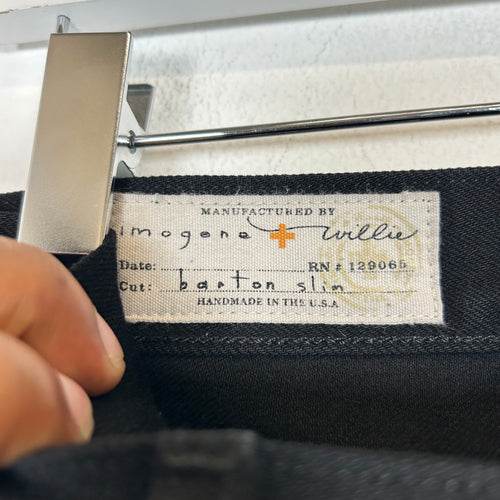 MANUFACTURED BY
imogene + willie
Date: RN # 129065
Cut: barton slim
HANDMADE IN THE U.S.A